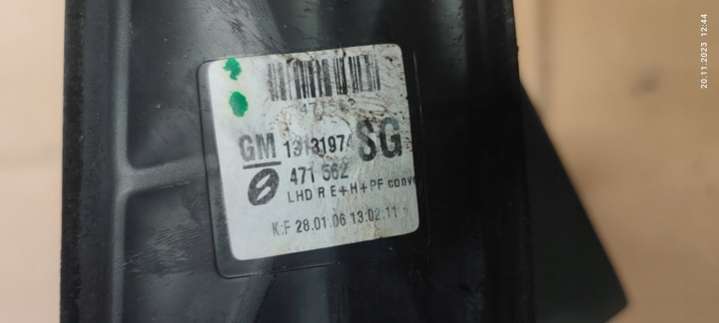 471562
GM 13131974 SG
471 562
LHD R E+H+PF conv
K:F 28.01.06 13:02:11
20.11.2023 12:44